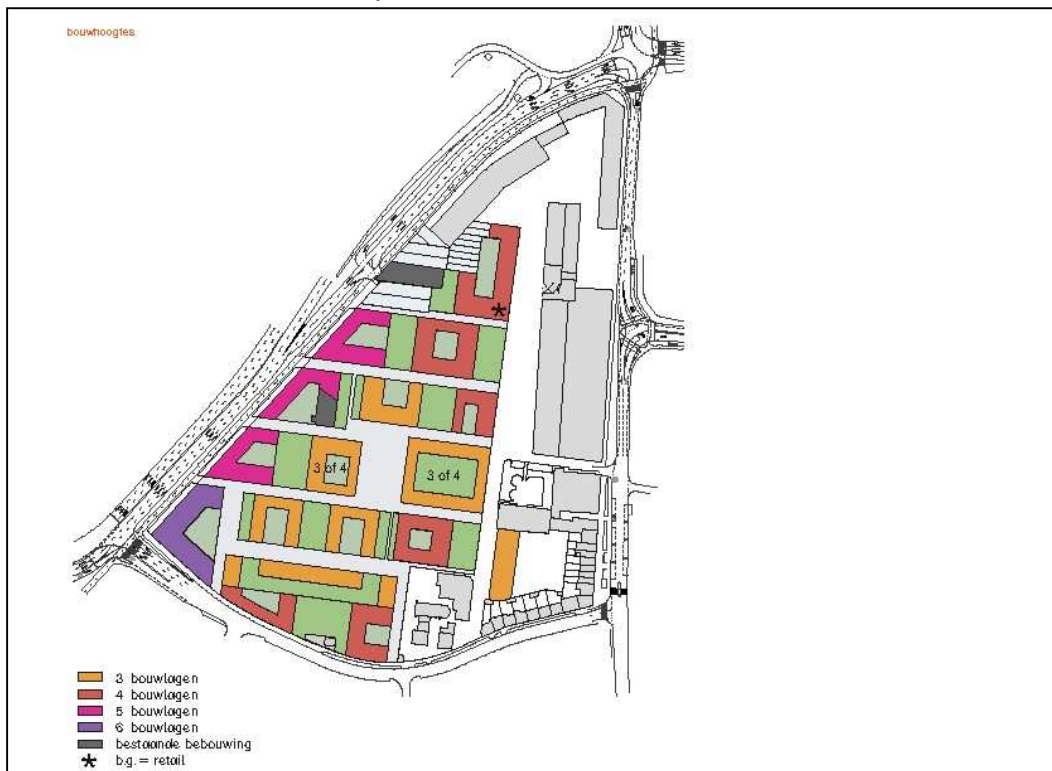 bouwhoogtes
3 of 4
3 of 4
3 bouwlagen
4 bouwlagen
5 bouwlagen
6 bouwlagen
bestaande bebouwing
* b.g. = retail